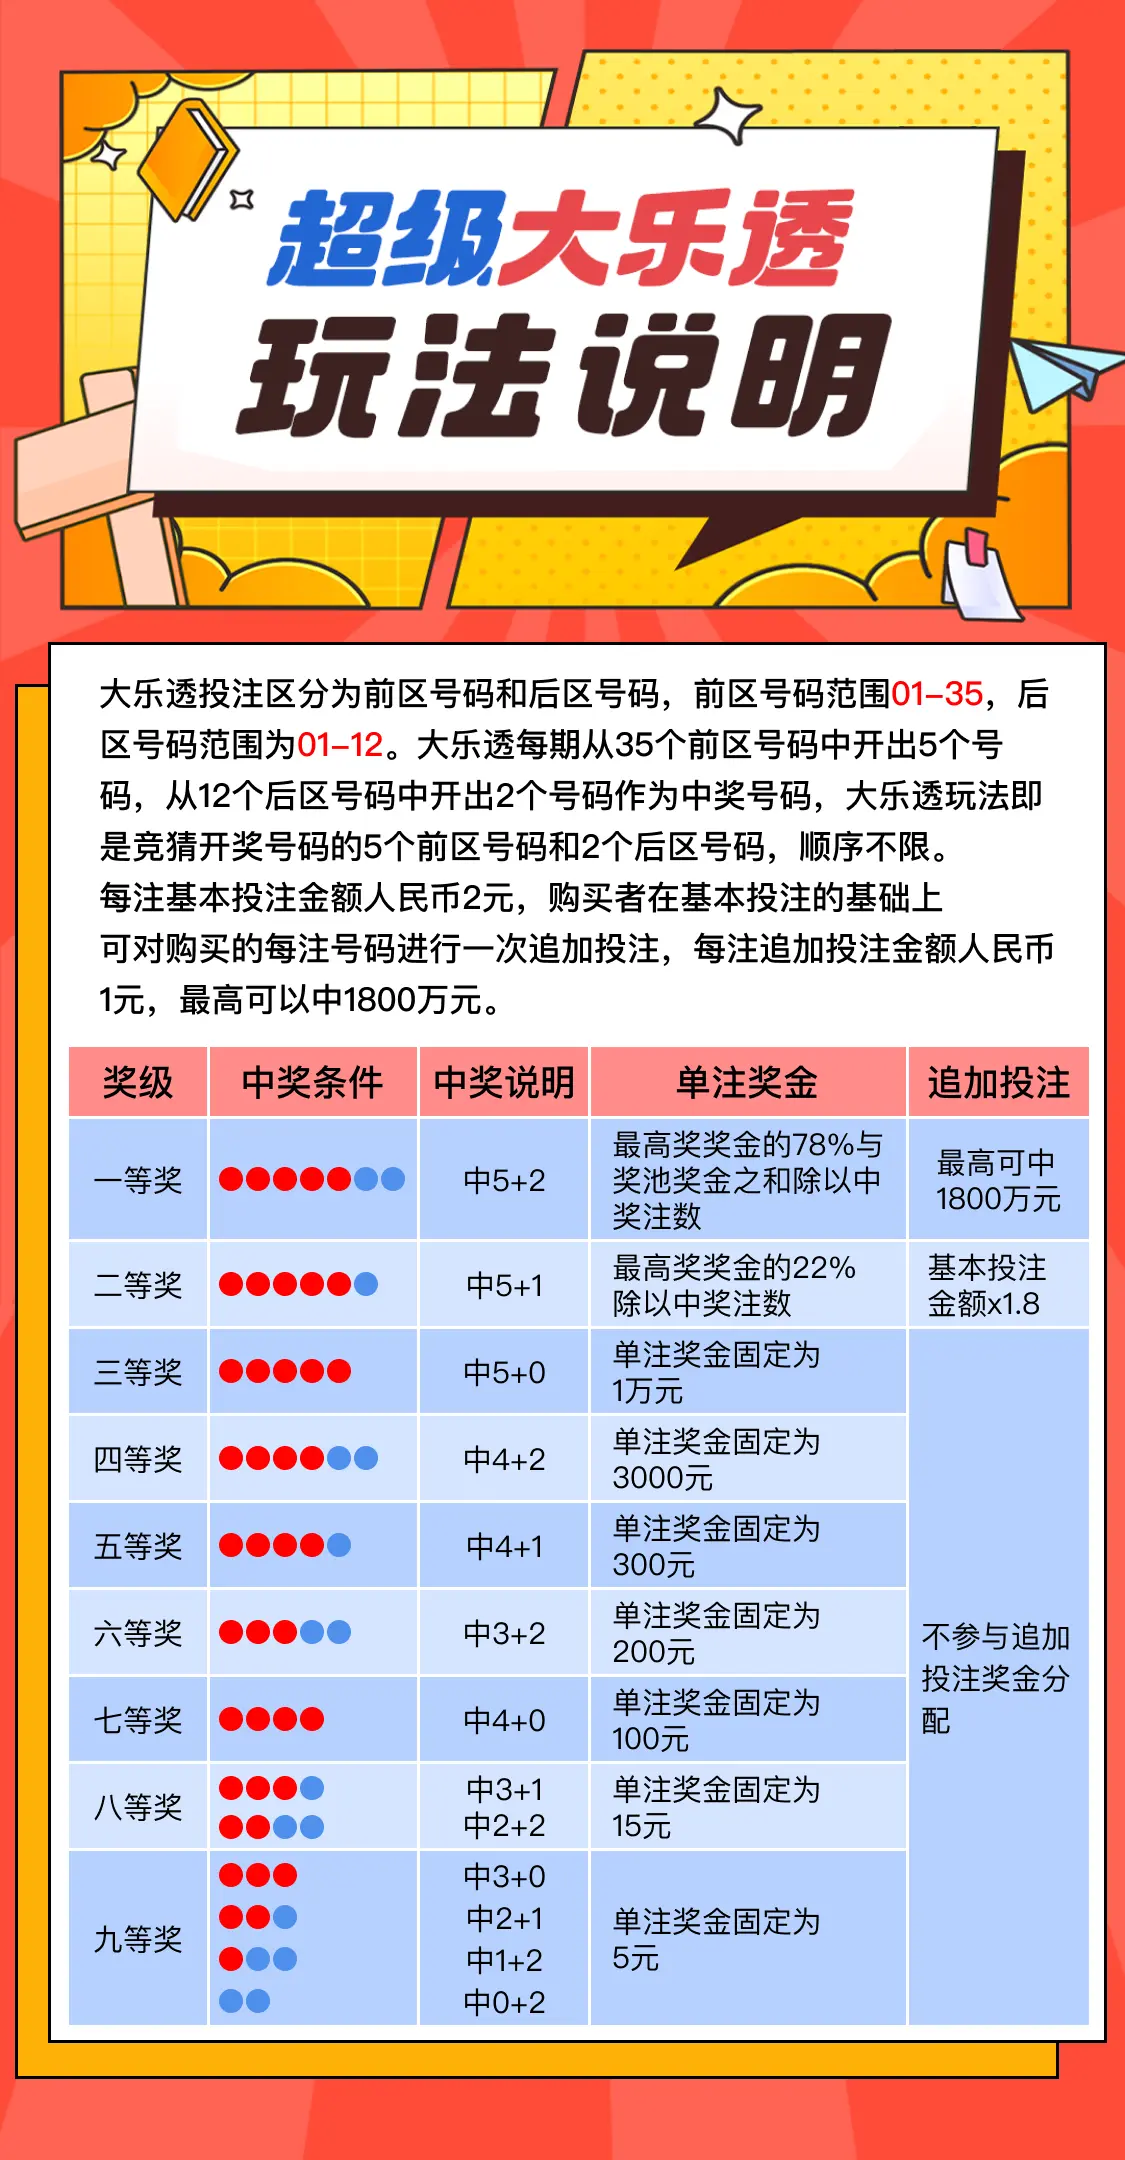 超级大乐透
玩法说明
大乐透投注区分为前区号码和后区号码，前区号码范围01-35，后
区号码范围为01-12。大乐透每期从35个前区号码中开出5个号
码，从12个后区号码中开出2个号码作为中奖号码，大乐透玩法即
是竞猜开奖号码的5个前区号码和2个后区号码，顺序不限。
每注基本投注金额人民币2元，购买者在基本投注的基础上
可对购买的每注号码进行一次追加投注，每注追加投注金额人民币
1元，最高可以中1800万元。
奖级 中奖条件 中奖说明 单注奖金 追加投注
一等奖
中5+2
最高奖奖金的78%与
奖池奖金之和除以中
奖注数
最高可中
1800万元
二等奖
中5+1
最高奖奖金的22%
除以中奖注数
基本投注
金额x1.8
三等奖
中5+0
单注奖金固定为
1万元
四等奖
中4+2
单注奖金固定为
3000元
五等奖
中4+1
单注奖金固定为
300元
六等奖
中3+2
单注奖金固定为
200元
七等奖
中4+0
单注奖金固定为
100元
八等奖
中3+1
中2+2
单注奖金固定为
15元
九等奖
中3+0
中2+1
中1+2
中0+2
单注奖金固定为
5元
不参与追加
投注奖金分
配